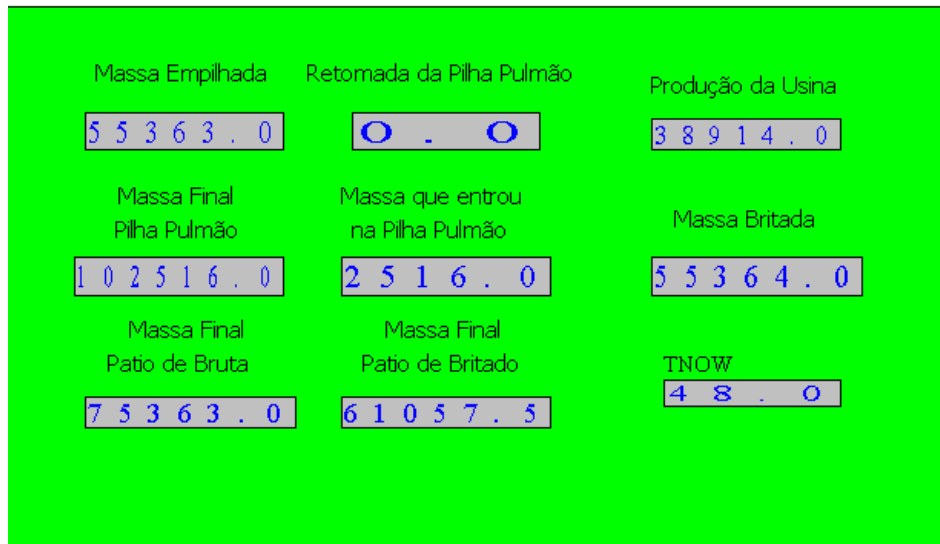 Massa Empilhada
55363.0
Retomada da Pilha Pulmão
0.0
Produção da Usina
38914.0
Massa Final
Pilha Pulmão
102516.0
Massa que entrou
na Pilha Pulmão
2516.0
Massa Britada
55364.0
Massa Final
Patio de Bruta
75363.0
Massa Final
Patio de Britado
61057.5
TNOW
48.0